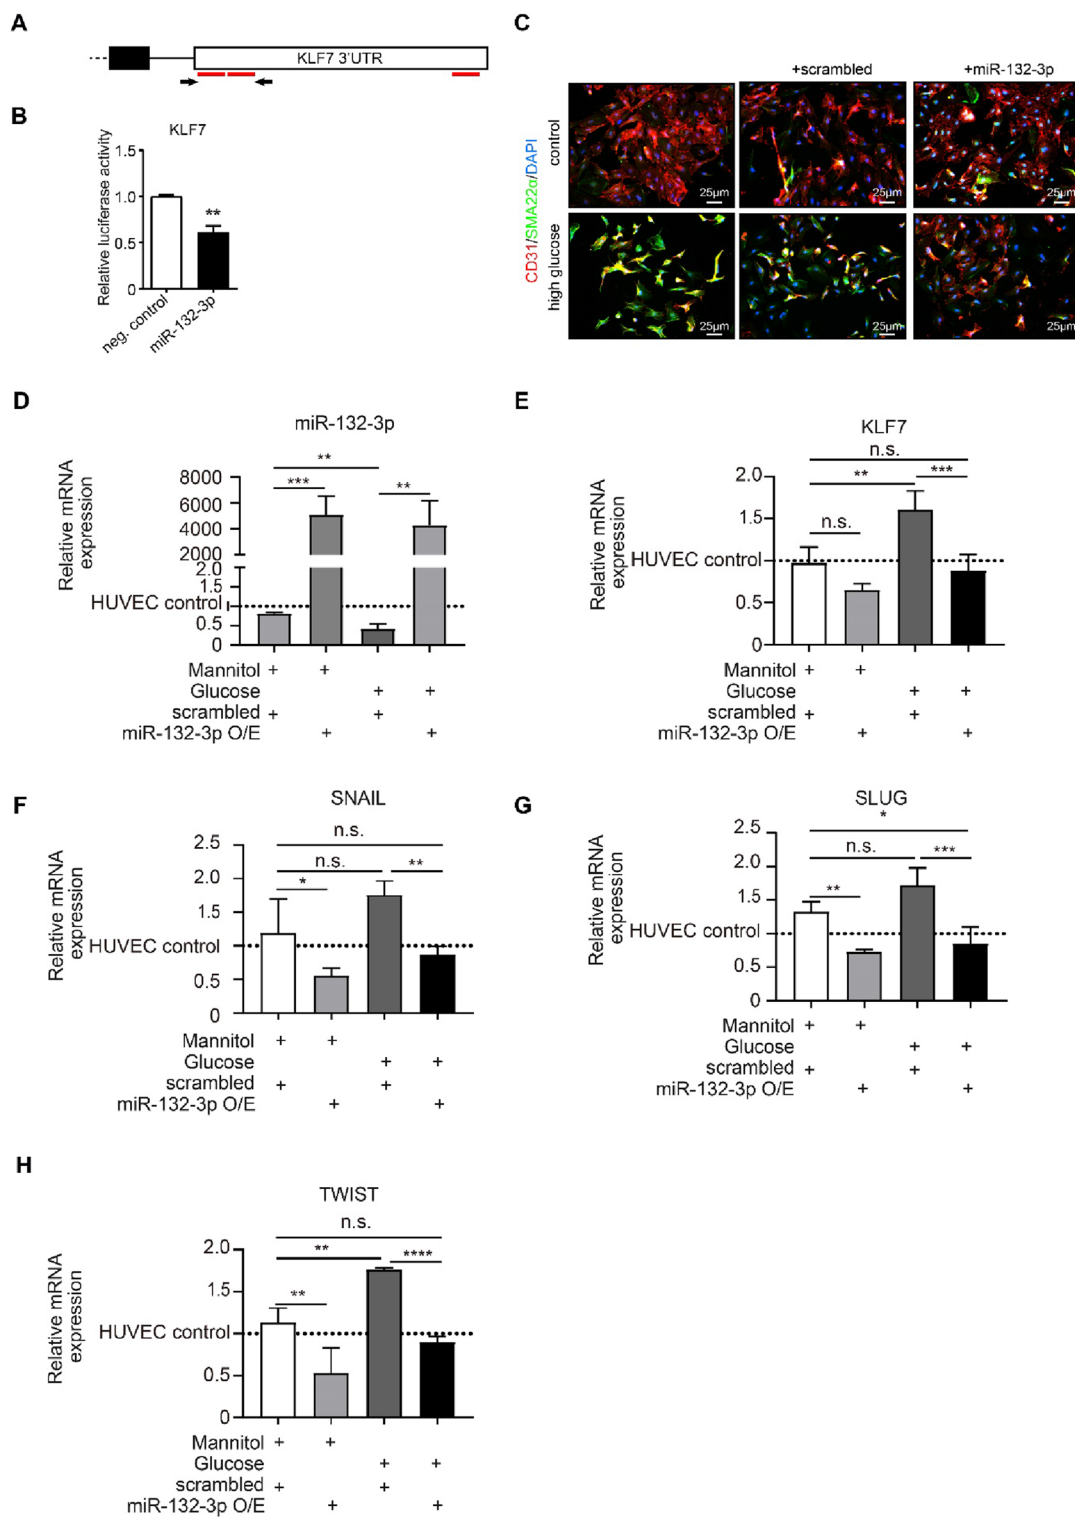 A
KLF7 3'UTR
B
KLF7
Relative luciferase activity
1.5
1.0
0.5
0.0
**
neg. control
miR-132-3p
C
+scrambled
+miR-132-3p
CD31/SMA22α/DAPI
control
high glucose
25µm
25µm
25µm
25µm
25µm
25µm
D
miR-132-3p
Relative mRNA
expression
8000
6000
4000
2000
2.0
1.5
HUVEC control 1
0.5
0
**
***
**
Mannitol + +
Glucose + +
scrambled + +
miR-132-3p O/E + +
E
KLF7
n.s.
**
***
n.s.
Relative mRNA
expression
2.0
1.5
HUVEC control
0.5
0
Mannitol + +
Glucose + +
scrambled + +
miR-132-3p O/E + +
F
SNAIL
n.s.
n.s.
**
*
Relative mRNA
expression
2.5
2.0
1.5
HUVEC control
0.5
0
Mannitol + +
Glucose + +
scrambled + +
miR-132-3p O/E + +
G
SLUG
*
n.s.
***
**
Relative mRNA
expression
2.5
2.0
1.5
HUVEC control
0.5
0
Mannitol + +
Glucose + +
scrambled + +
miR-132-3p O/E + +
H
TWIST
n.s.
**
****
**
Relative mRNA
expression
2.0
1.5
HUVEC control
0.5
0
Mannitol + +
Glucose + +
scrambled + +
miR-132-3p O/E + +